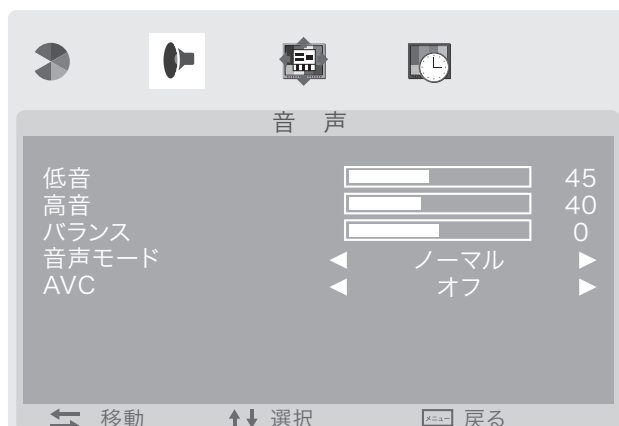 音 声
低音 45
高音 40
バランス 0
音声モード ◀ ノーマル ▶
AVC ◀ オフ ▶
移動 選択 メニュー 戻る